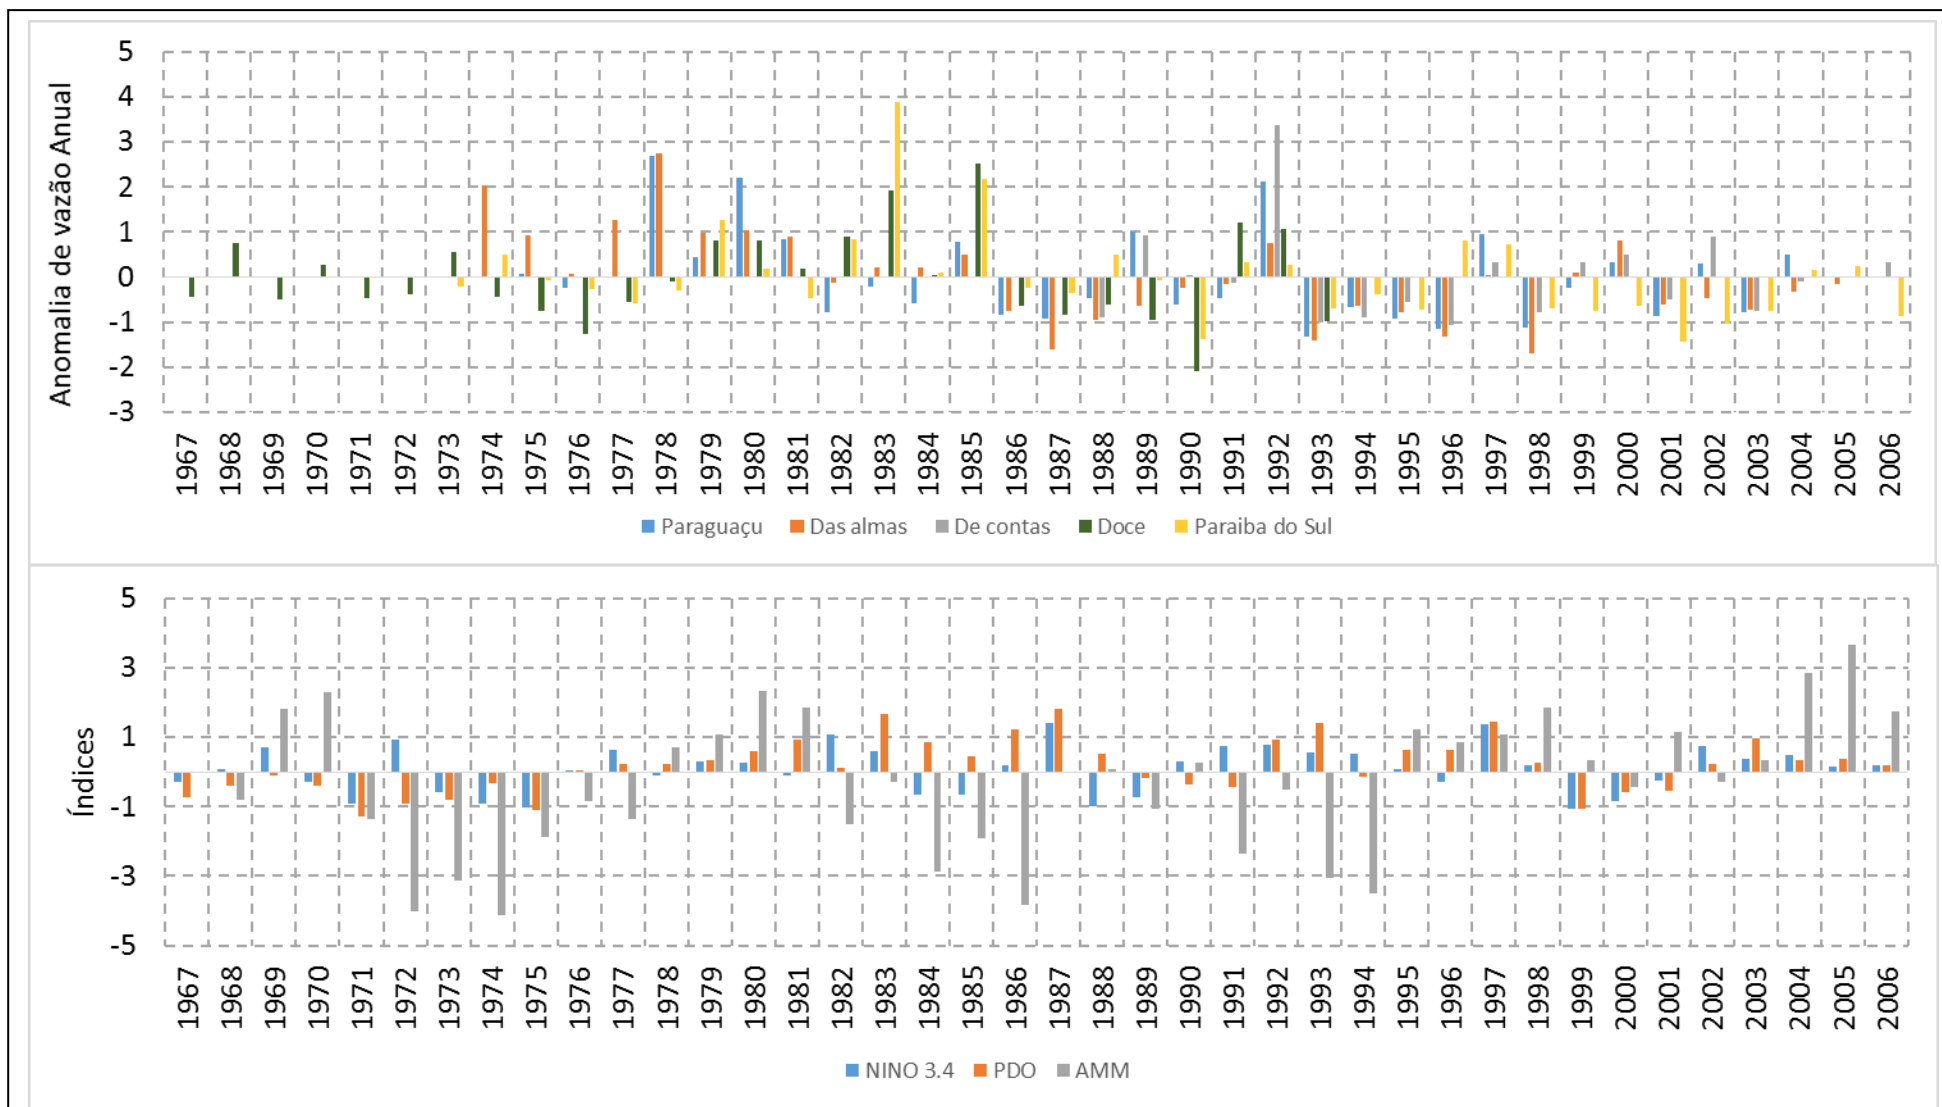 Anomalia de vazão Anual
5
4
3
2
1
0
-1
-2
-3
1967 1968 1969 1970 1971 1972 1973 1974 1975 1976 1977 1978 1979 1980 1981 1982 1983 1984 1985 1986 1987 1988 1989 1990 1991 1992 1993 1994 1995 1996 1997 1998 1999 2000 2001 2002 2003 2004 2005 2006
Paraguaçu Das almas De contas Doce Paraiba do Sul
Índices
5
3
1
-1
-3
-5
1967 1968 1969 1970 1971 1972 1973 1974 1975 1976 1977 1978 1979 1980 1981 1982 1983 1984 1985 1986 1987 1988 1989 1990 1991 1992 1993 1994 1995 1996 1997 1998 1999 2000 2001 2002 2003 2004 2005 2006
NINO 3.4 PDO AMM